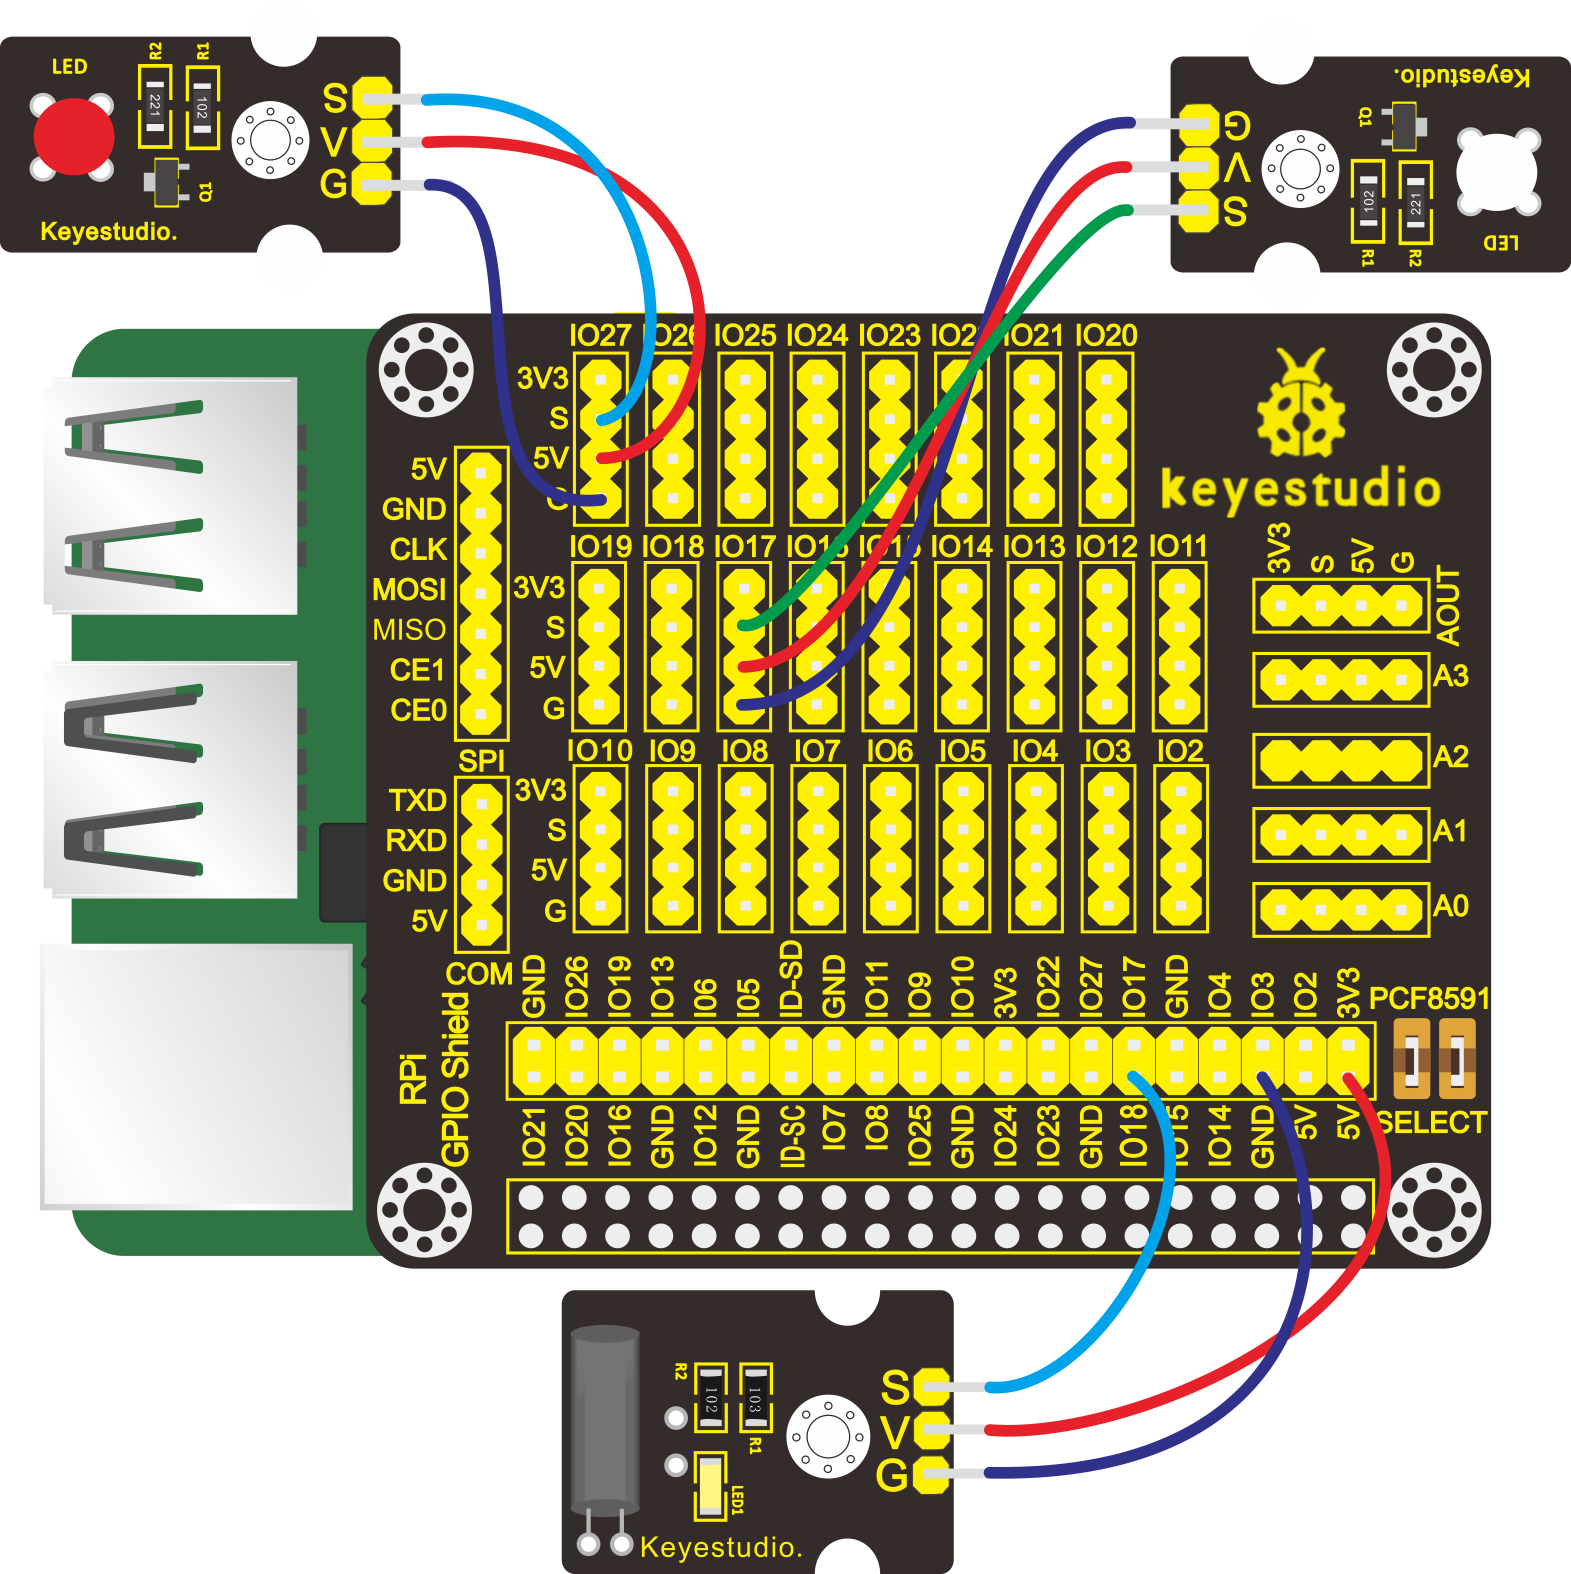 LED
R2
R1
221
102
S
V
G
Q1
Keyestudio.
Keyestudio.
Q1
G
V
S
102
221
R1
R2
LED
IO27 IO26 IO25 IO24 IO23 IO21 IO20
3V3
S
5V
G
keyestudio
5V
GND
CLK
MOSI
MISO
CE1
CE0
SPI
IO19 IO18 IO17 IO14 IO13 IO12 IO11
3V3
S
5V
G
3V3 S 5V G
AOUT
A3
A2
A1
A0
IO10 IO9 IO8 IO7 IO6 IO5 IO4 IO3 IO2
3V3
S
5V
G
TXD
RXD
GND
5V
COM
RPi
GPIO Shield
GND IO26 IO19 IO13 I06 I05 ID-SD GND IO11 IO9 IO10 3V3 IO22 IO27 IO17 GND IO4 IO3 IO2 3V3
PCF8591
SELECT
IO21 IO20 IO16 GND IO12 GND ID-SC IO7 IO8 IO25 GND IO24 IO23 GND IO18 IO15 IO14 GND 5V 5V
R2
102
103
R1
LED1
S
V
G
Keyestudio.